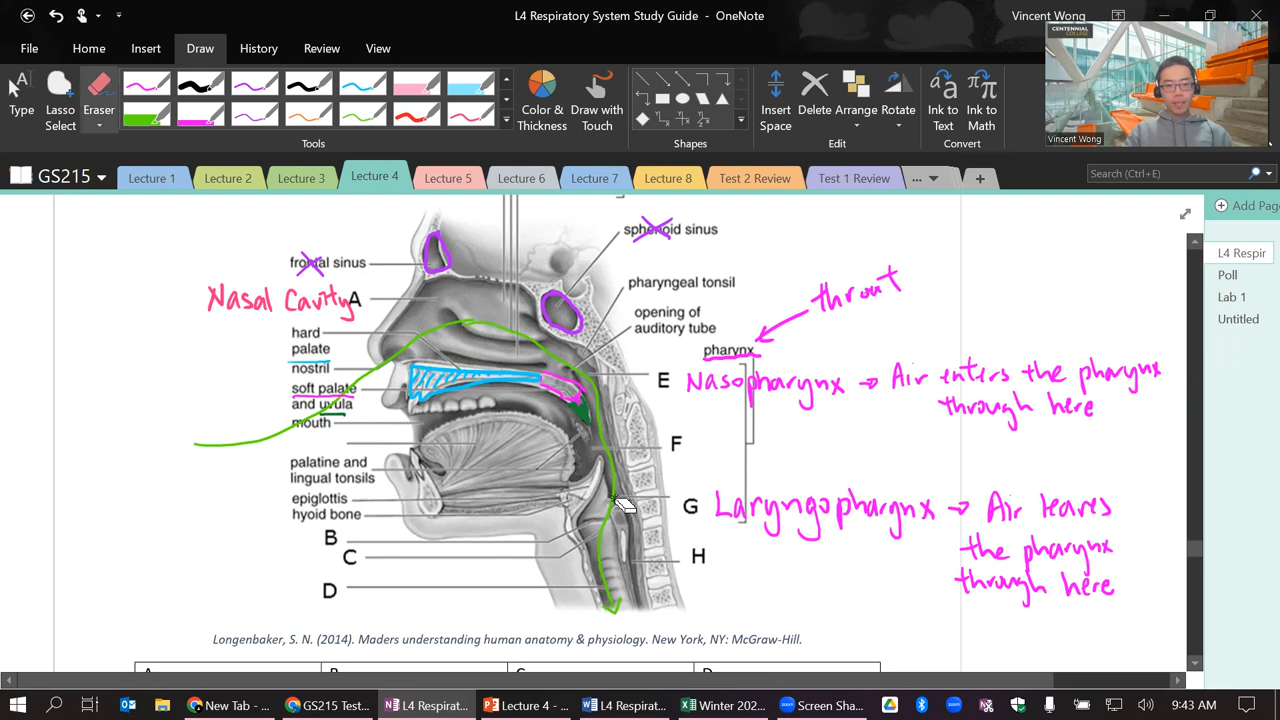 L4 Respiratory System Study Guide - OneNote
Vincent Wong
File Home Insert Draw History Review View
CENTENNIAL
COLLEGE
Vincent Wong
Type
Lasso
Select
Eraser
Color &
Thickness
Draw with
Touch
Insert
Space
Delete
Arrange
Rotate
Ink to
Text
Ink to
Math
Tools
Shapes
Edit
Convert
GS215
Lecture 1 Lecture 2 Lecture 3 Lecture 4 Lecture 5 Lecture 6 Lecture 7 Lecture 8 Test 2 Review Test 1 Review ...
Search (Ctrl+E)
Add Pag
L4 Respir
Poll
Lab 1
Untitled
sphenoid sinus
frontal sinus
Nasal Cavity A
pharyngeal tonsil
throat
opening of
auditory tube
hard
palate
pharynx
nostril
E Nasopharynx → Air enters the pharynx
through here
soft palate
and uvula
mouth
F
palatine and
lingual tonsils
epiglottis
G Laryngopharynx → Air leaves
the pharynx
through here
hyoid bone
B
C
H
D
Longenbaker, S. N. (2014). Maders understanding human anatomy & physiology. New York, NY: McGraw-Hill.
A B C D
New Tab - ... GS215 Test... L4 Respirat... Lecture 4 - ... L4 Respirat... Winter 202... Screen Sha... 9:43 AM